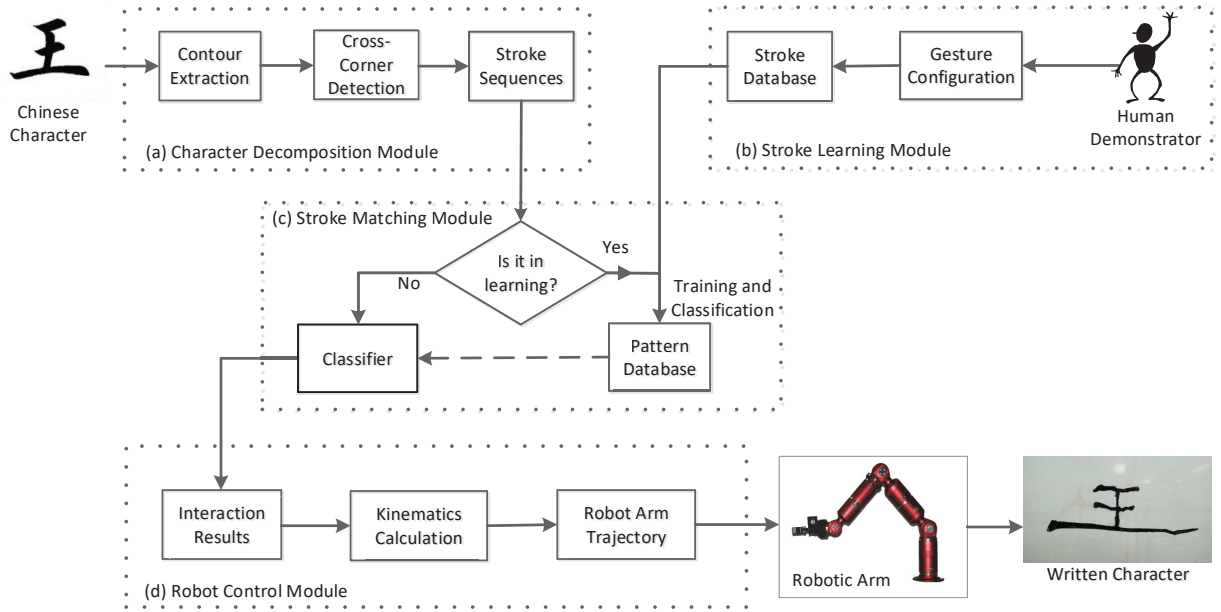 王
Chinese
Character
Contour
Extraction
Cross-
Corner
Detection
Stroke
Sequences
(a) Character Decomposition Module
Stroke
Database
Gesture
Configuration
Human
Demonstrator
(b) Stroke Learning Module
(c) Stroke Matching Module
Is it in
learning?
Yes
No
Training and
Classification
Classifier
Pattern
Database
Interaction
Results
Kinematics
Calculation
Robot Arm
Trajectory
(d) Robot Control Module
Robotic Arm
王
Written Character